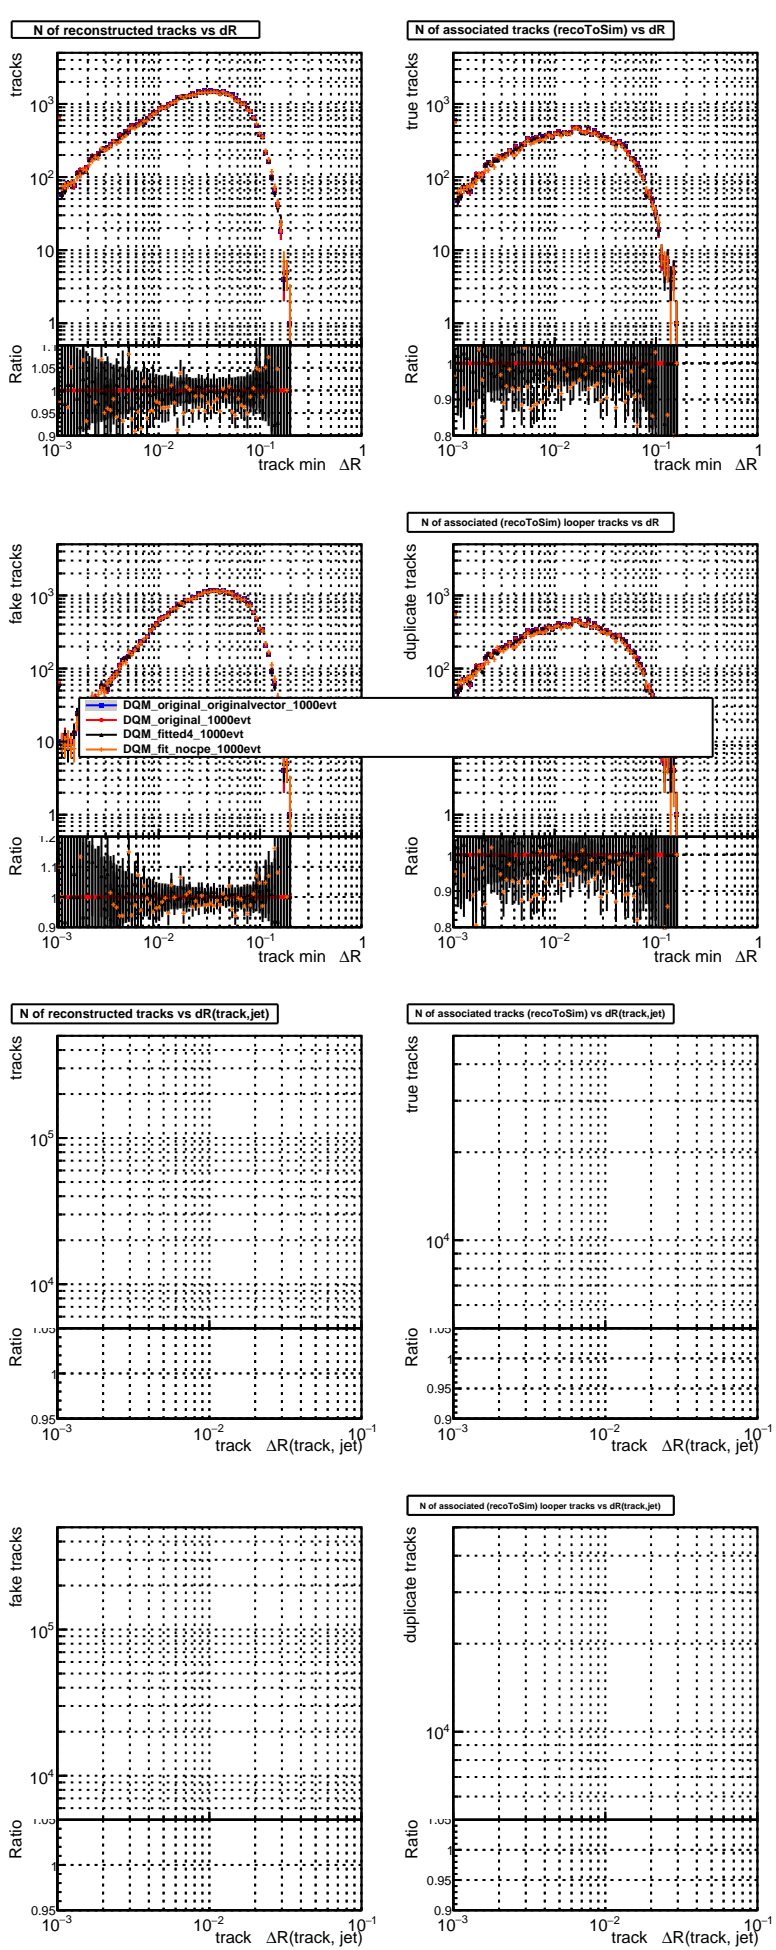 N of reconstructed tracks vs dR
tracks
10³
10²
10
1
Ratio
1.1
1.05
1
0.95
0.9
10⁻³
10⁻²
10⁻¹
1
track min ΔR
N of associated tracks (recoToSim) vs dR
true tracks
10³
10²
10
1
Ratio
1
0.9
0.8
10⁻³
10⁻²
10⁻¹
1
track min ΔR
fake tracks
10³
10²
10
1
Ratio
1.2
1.1
1
0.9
10⁻³
10⁻²
10⁻¹
1
track min ΔR
N of associated (recoToSim) looper tracks vs dR
duplicate tracks
10³
10²
10
1
Ratio
1
0.9
0.8
10⁻³
10⁻²
10⁻¹
1
track min ΔR
DQM_original_originalvector_1000evt
DQM_original_1000evt
DQM_fitted4_1000evt
DQM_fit_nocpe_1000evt
N of reconstructed tracks vs dR(track,jet)
tracks
10⁵
10⁴
Ratio
1.05
1
0.95
10⁻³
10⁻²
10⁻¹
track ΔR(track, jet)
N of associated tracks (recoToSim) vs dR(track,jet)
true tracks
10⁴
Ratio
1.05
1
0.95
0.9
10⁻³
10⁻²
10⁻¹
track ΔR(track, jet)
fake tracks
10⁵
10⁴
Ratio
1.05
1
0.95
10⁻³
10⁻²
10⁻¹
track ΔR(track, jet)
N of associated (recoToSim) looper tracks vs dR(track,jet)
duplicate tracks
10⁴
Ratio
1.05
1
0.95
0.9
10⁻³
10⁻²
10⁻¹
track ΔR(track, jet)